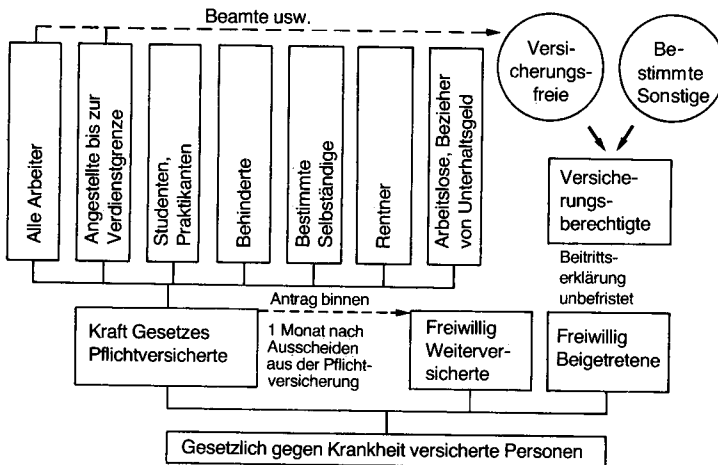 Beamte usw.
Versi-
cherungs-
freie
Be-
stimmte
Sonstige
Alle Arbeiter
Angestellte bis zur
Verdienstgrenze
Studenten,
Praktikanten
Behinderte
Bestimmte
Selbständige
Rentner
Arbeitslose, Bezieher
von Unterhaltsgeld
Versiche-
rungs-
berechtigte
Beitritts-
erklärung
unbefristet
Antrag binnen
1 Monat nach
Ausscheiden
aus der Pflicht-
versicherung
Kraft Gesetzes
Pflichtversicherte
Freiwillig
Weiterver-
sicherte
Freiwillig
Beigetretene
Gesetzlich gegen Krankheit versicherte Personen